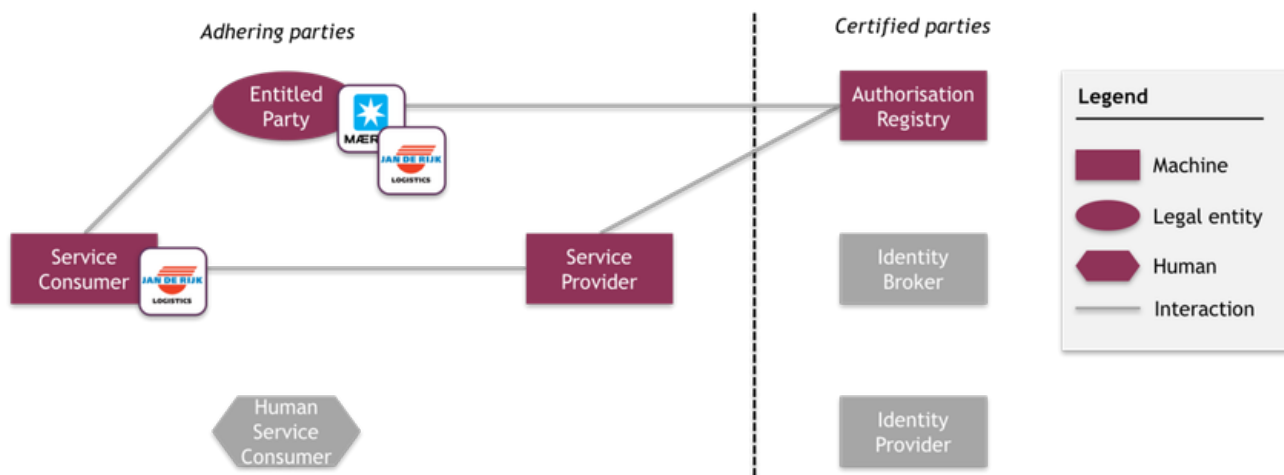 Adhering parties
Certified parties
Entitled
Party
MÆR
JAN DE RIJK
LOGISTICS
Authorisation
Registry
Legend
Machine
Legal entity
Human
Interaction
Service
Consumer
JAN DE RIJK
LOGISTICS
Service
Provider
Identity
Broker
Human
Service
Consumer
Identity
Provider